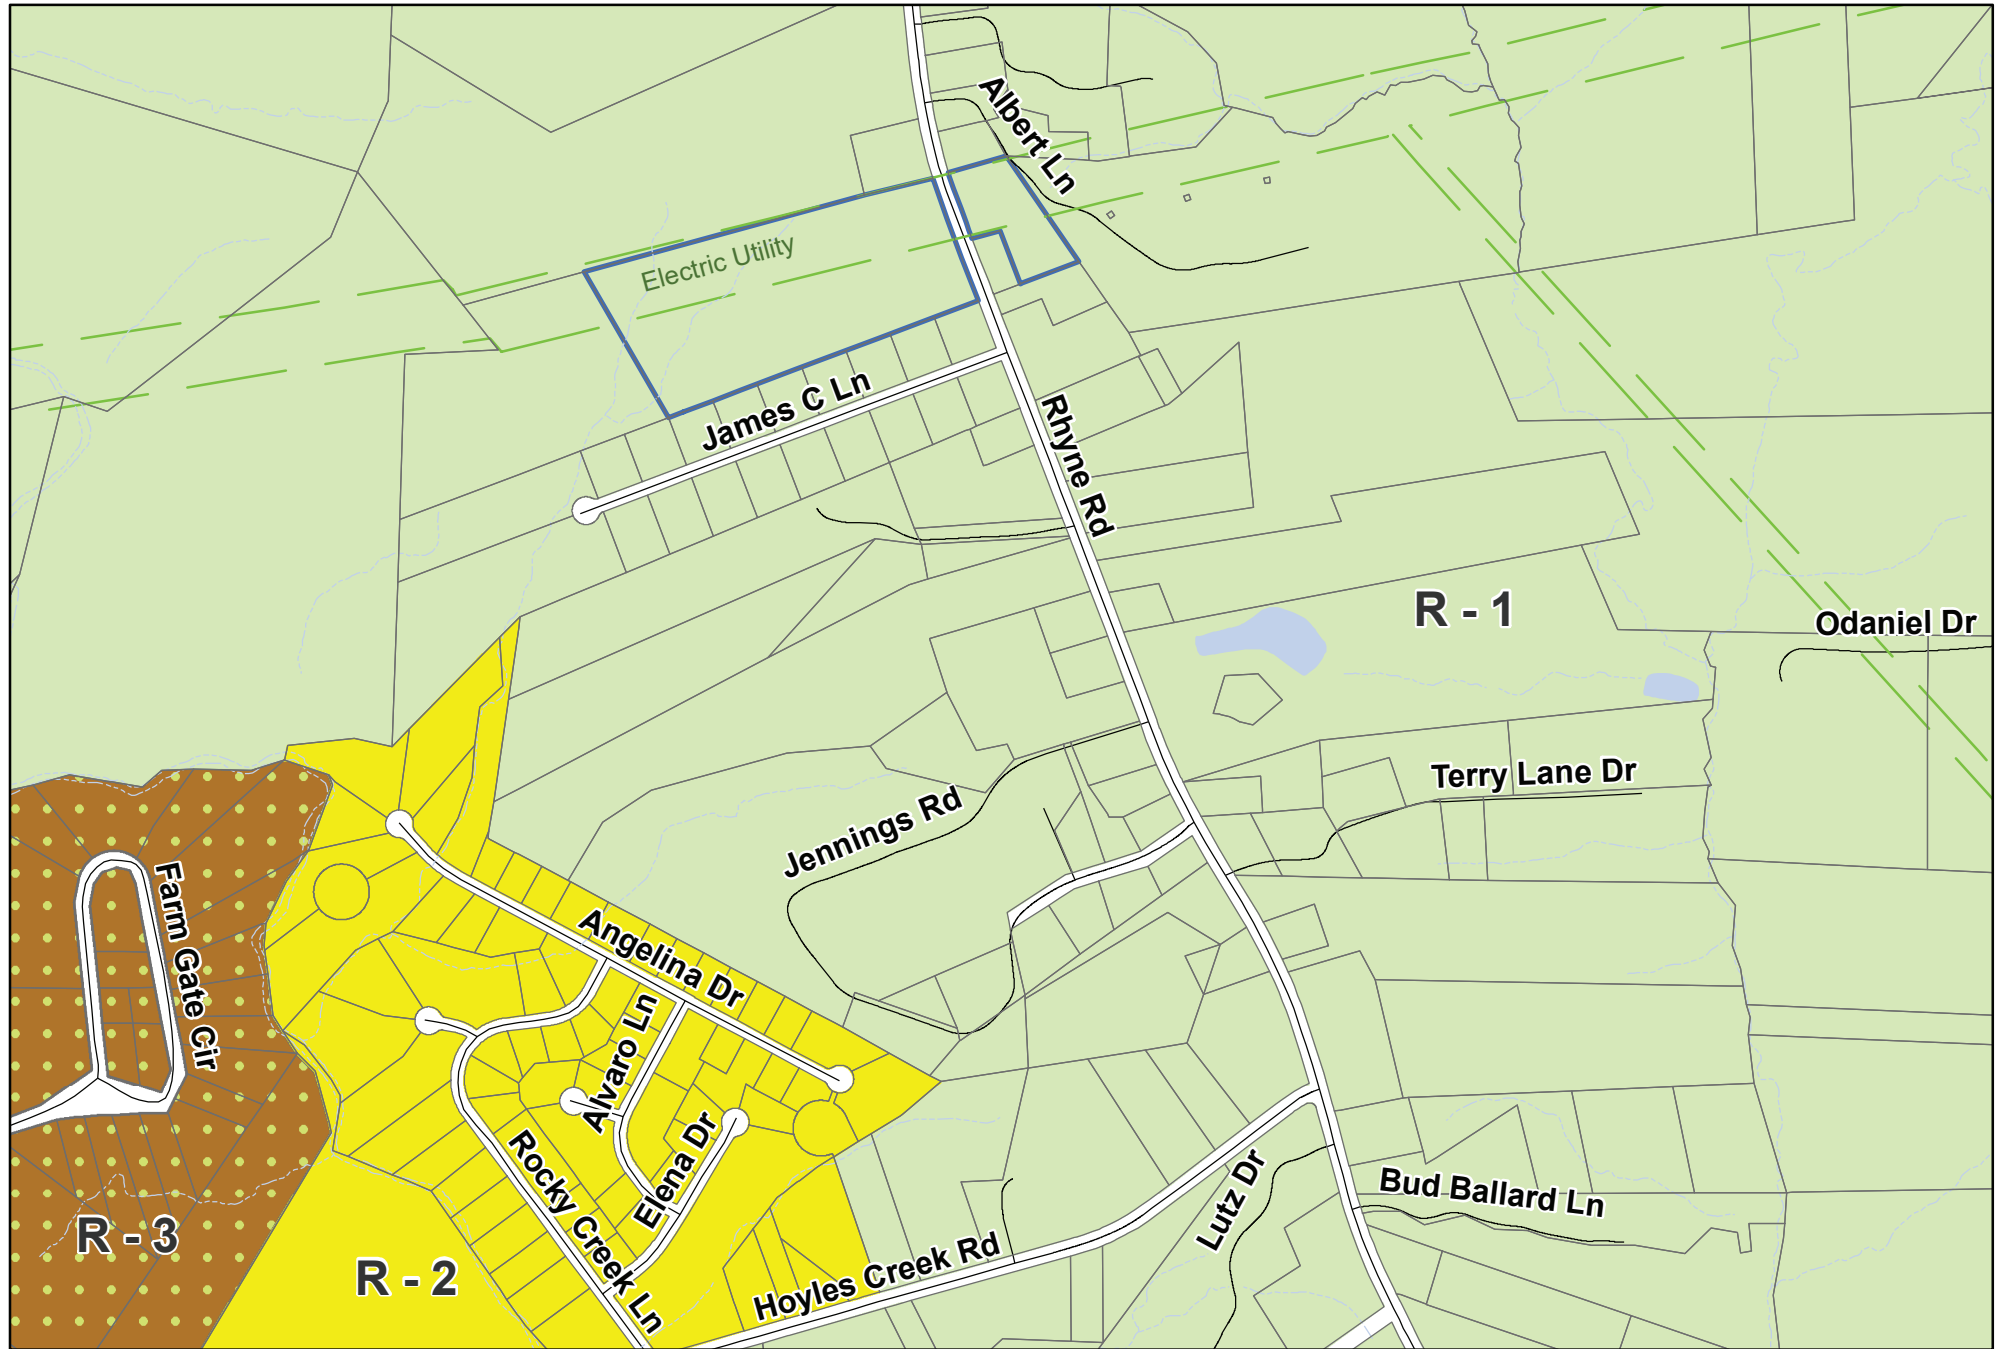 Albert Ln
Electric Utility
James C Ln
Rhyne Rd
R - 1
Odaniel Dr
Terry Lane Dr
Jennings Rd
Farm Gate Cir
Angelina Dr
Alvaro Ln
Elena Dr
Rocky Creek Ln
Lutz Dr
Bud Ballard Ln
R - 3
R - 2
Hoyles Creek Rd